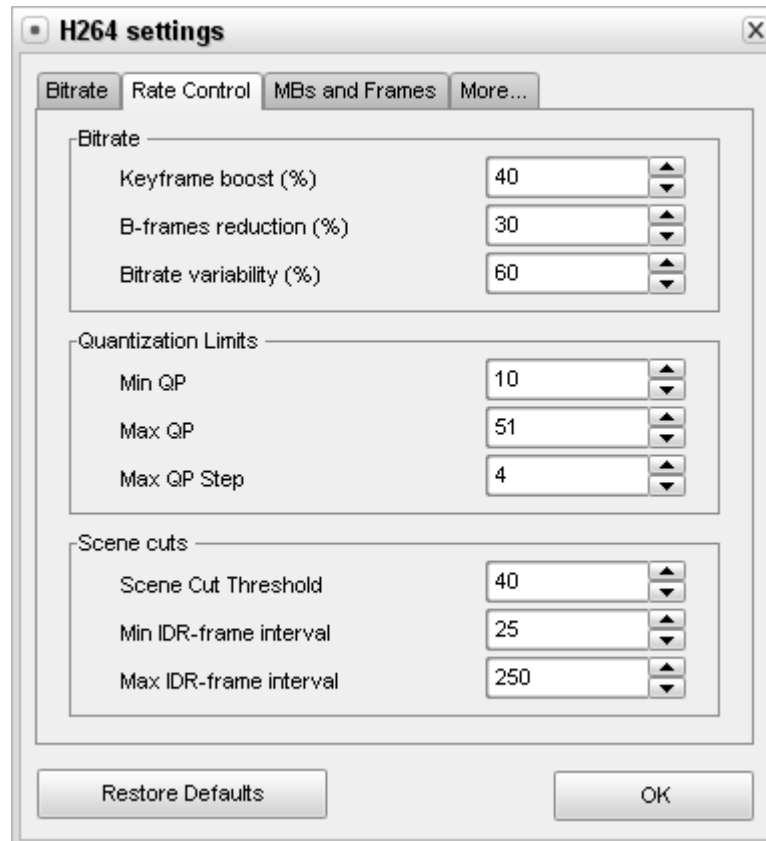 H264 settings
Bitrate Rate Control MBs and Frames More...
Bitrate
Keyframe boost (%) 40
B-frames reduction (%) 30
Bitrate variability (%) 60
Quantization Limits
Min QP 10
Max QP 51
Max QP Step 4
Scene cuts
Scene Cut Threshold 40
Min IDR-frame interval 25
Max IDR-frame interval 250
Restore Defaults OK